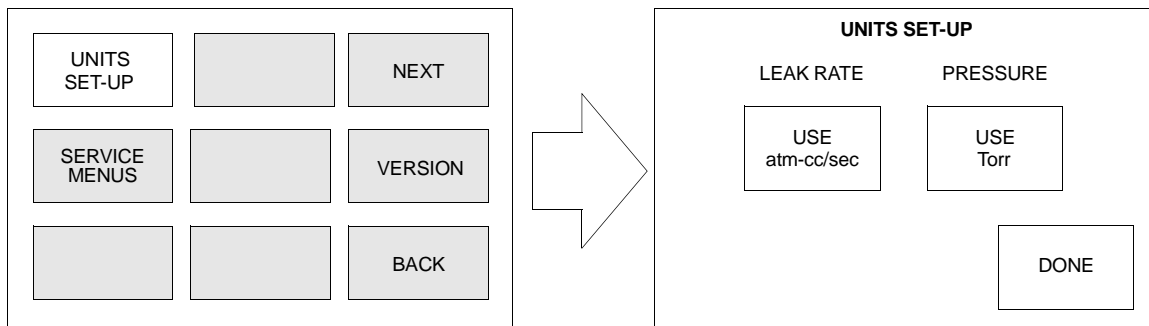 UNITS
SET-UP
NEXT
SERVICE
MENUS
VERSION
BACK
UNITS SET-UP
LEAK RATE
PRESSURE
USE
atm-cc/sec
USE
Torr
DONE